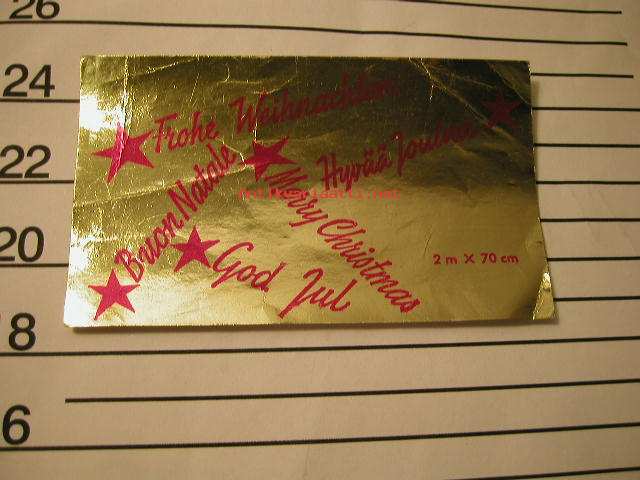 26
24
22
20
18
16
Frohe Weihnachten
Buon Natale
Merry Christmas
Hyvää Joulua
God Jul
2 m X 70 cm